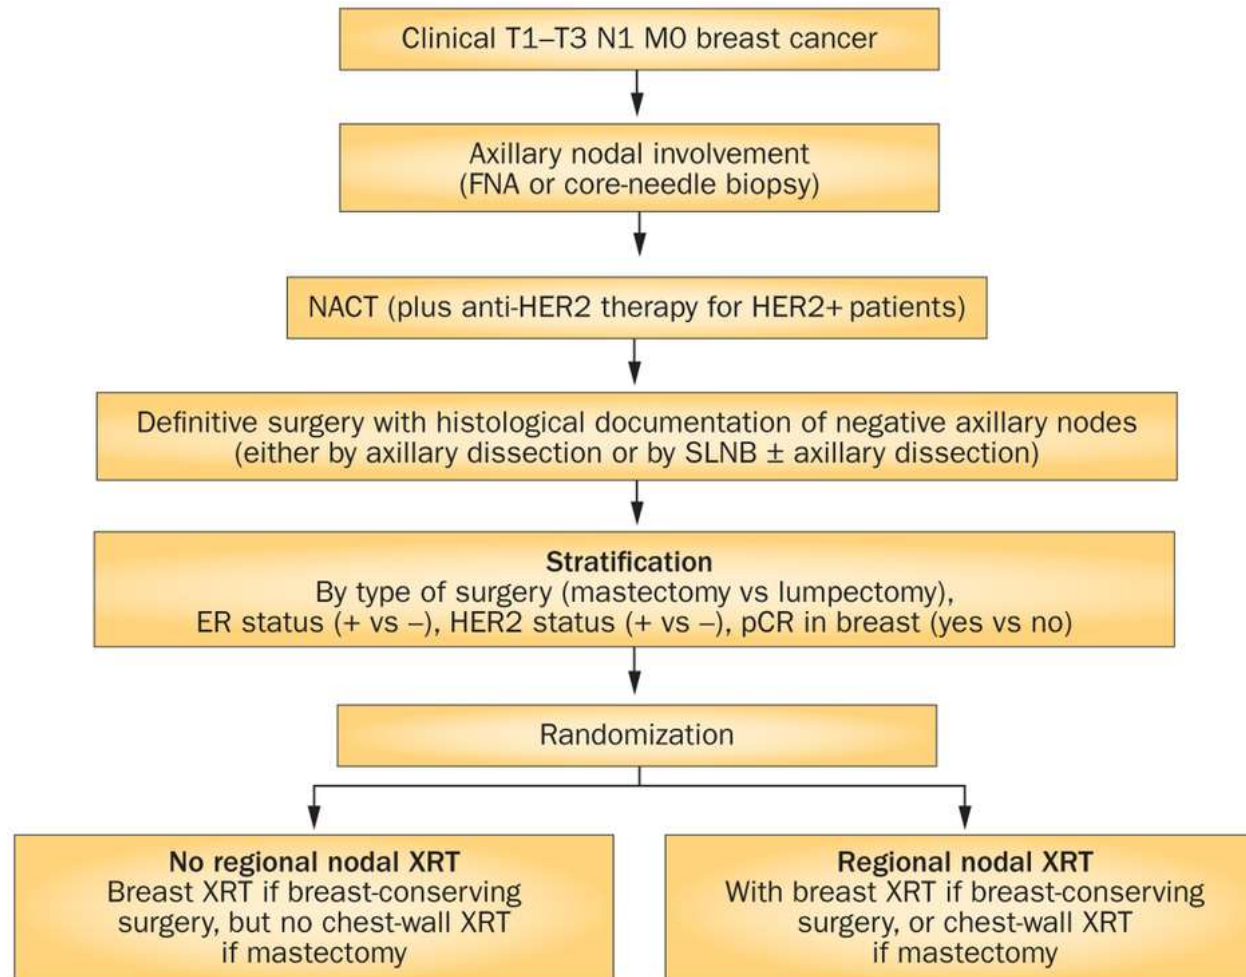 Clinical T1–T3 N1 M0 breast cancer
Axillary nodal involvement
(FNA or core-needle biopsy)
NACT (plus anti-HER2 therapy for HER2+ patients)
Definitive surgery with histological documentation of negative axillary nodes
(either by axillary dissection or by SLNB ± axillary dissection)
Stratification
By type of surgery (mastectomy vs lumpectomy),
ER status (+ vs –), HER2 status (+ vs –), pCR in breast (yes vs no)
Randomization
No regional nodal XRT
Breast XRT if breast-conserving
surgery, but no chest-wall XRT
if mastectomy
Regional nodal XRT
With breast XRT if breast-conserving
surgery, or chest-wall XRT
if mastectomy